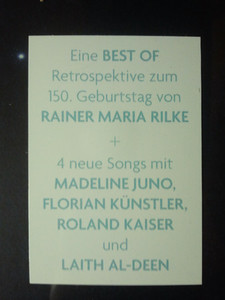 Eine BEST OF
Retrospektive zum
150. Geburtstag von
RAINER MARIA RILKE
+
4 neue Songs mit
MADELINE JUNO,
FLORIAN KÜNSTLER,
ROLAND KAISER
und
LAITH AL-DEEN